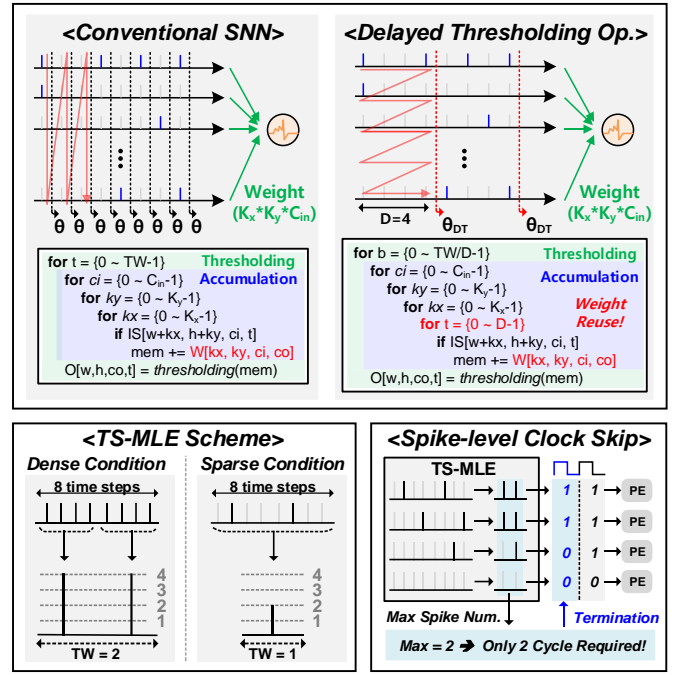 <Conventional SNN>
Weight
(Kx*Ky*Cin)
θ θ θ θ θ θ θ θ
for t = {0 ~ TW-1} Thresholding
for ci = {0 ~ Cin-1} Accumulation
for ky = {0 ~ Ky-1}
for kx = {0 ~ Kx-1}
if IS[w+kx, h+ky, ci, t]
mem += W[kx, ky, ci, co]
O[w,h,co,t] = thresholding(mem)
<Delayed Thresholding Op.>
Weight
(Kx*Ky*Cin)
D=4
θDT θDT
for b = {0 ~ TW/D-1} Thresholding
for ci = {0 ~ Cin-1} Accumulation
for ky = {0 ~ Ky-1}
for kx = {0 ~ Kx-1} Weight
for t = {0 ~ D-1} Reuse!
if IS[w+kx, h+ky, ci, t]
mem += W[kx, ky, ci, co]
O[w,h,co,t] = thresholding(mem)
<TS-MLE Scheme>
Dense Condition
8 time steps
4
3
2
1
TW = 2
Sparse Condition
8 time steps
4
3
2
1
TW = 1
<Spike-level Clock Skip>
TS-MLE
1 1 PE
1 1 PE
0 1 PE
0 0 PE
Max Spike Num.
Termination
Max = 2 ➔ Only 2 Cycle Required!